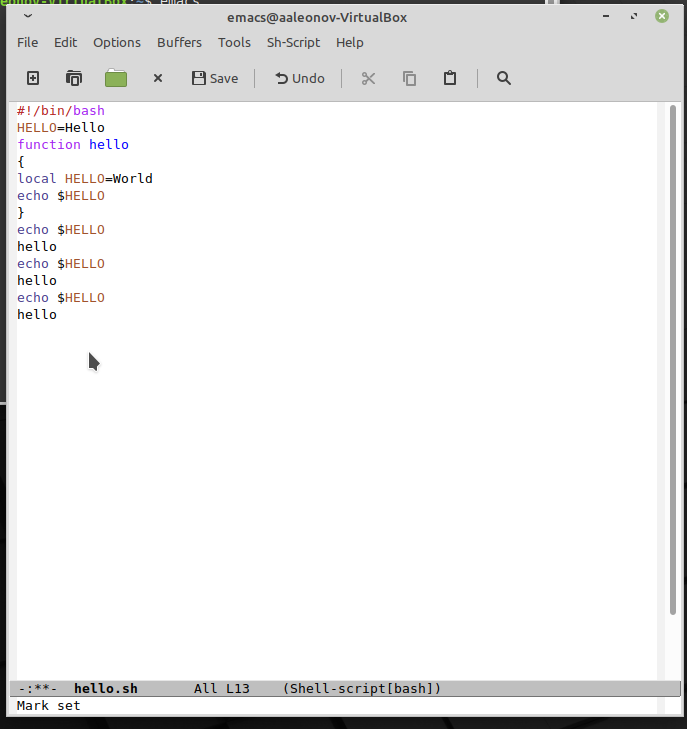 emacs@aaleonov-VirtualBox
File Edit Options Buffers Tools Sh-Script Help
Save Undo
#!/bin/bash
HELLO=Hello
function hello
{
local HELLO=World
echo $HELLO
}
echo $HELLO
hello
echo $HELLO
hello
echo $HELLO
hello
-:**- hello.sh All L13 (Shell-script[bash])
Mark set